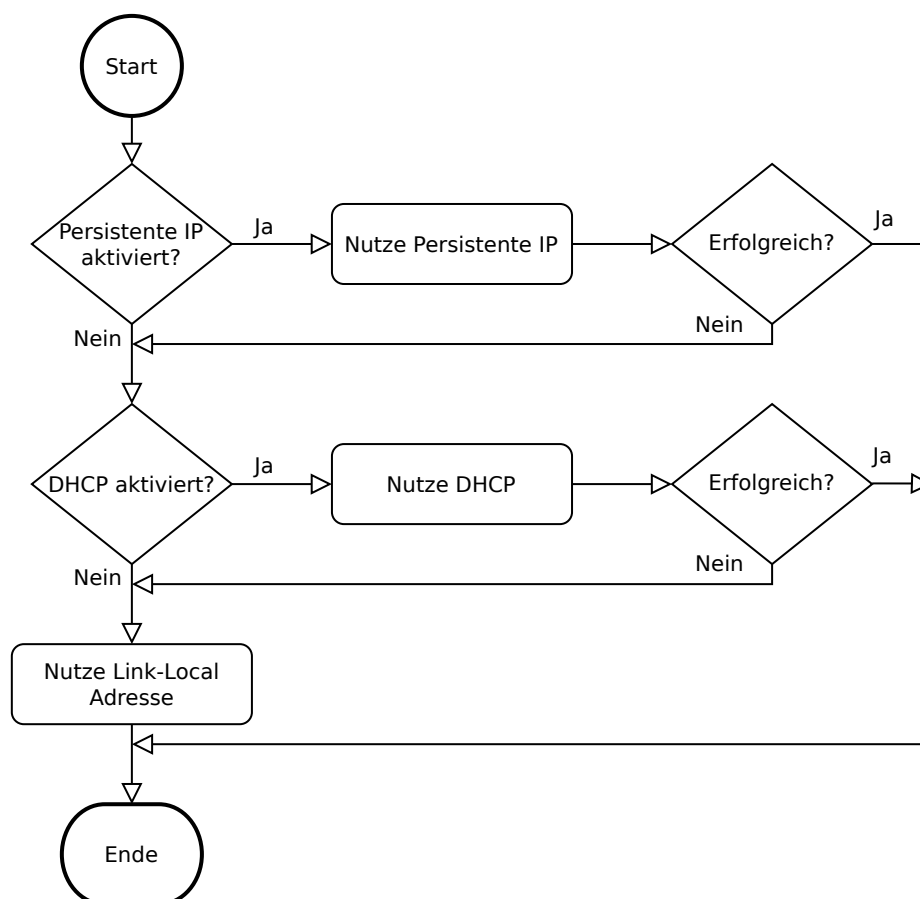 Start
Persistente IP
aktiviert?
Ja
Nutze Persistente IP
Erfolgreich?
Ja
Nein
Nein
DHCP aktiviert?
Ja
Nutze DHCP
Erfolgreich?
Ja
Nein
Nein
Nutze Link-Local
Adresse
Ende